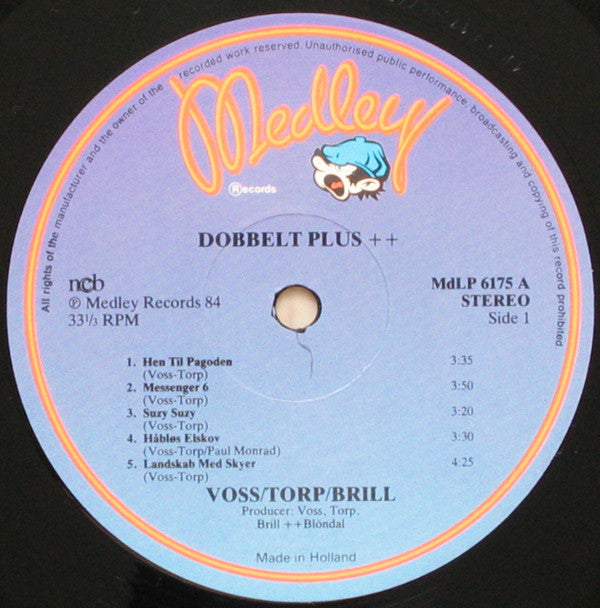 All rights of the manufacturer and the owner of the recorded work reserved. Unauthorised public performance, broadcasting and copying of this record prohibited
Medley
Records
DOBBELT PLUS ++
ncb
℗ Medley Records 84
33 1/3 RPM
MdLP 6175 A
STEREO
Side 1
1. Hen Til Pagoden 3:35
(Voss-Torp)
2. Messenger 6 3:50
(Voss-Torp)
3. Suzy Suzy 3:20
(Voss-Torp)
4. Håbløs Elskov 3:30
(Voss-Torp/Paul Monrad)
5. Landskab Med Skyer 4:25
(Voss-Torp)
VOSS/TORP/BRILL
Producer: Voss, Torp.
Brill ++Blöndal
Made in Holland